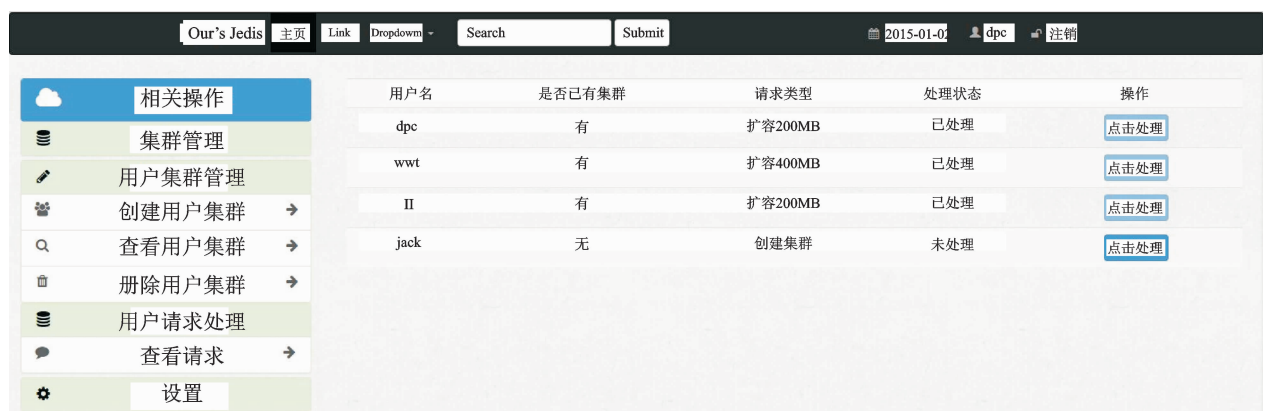 Our's Jedis 主页 Link Dropdowm Search Submit 2015-01-02 dpc 注销
相关操作
集群管理
用户集群管理
创建用户集群
查看用户集群
册除用户集群
用户请求处理
查看请求
设置
用户名 是否已有集群 请求类型 处理状态 操作
dpc 有 扩容200MB 已处理 点击处理
wwt 有 扩容400MB 已处理 点击处理
II 有 扩容200MB 已处理 点击处理
jack 无 创建集群 未处理 点击处理